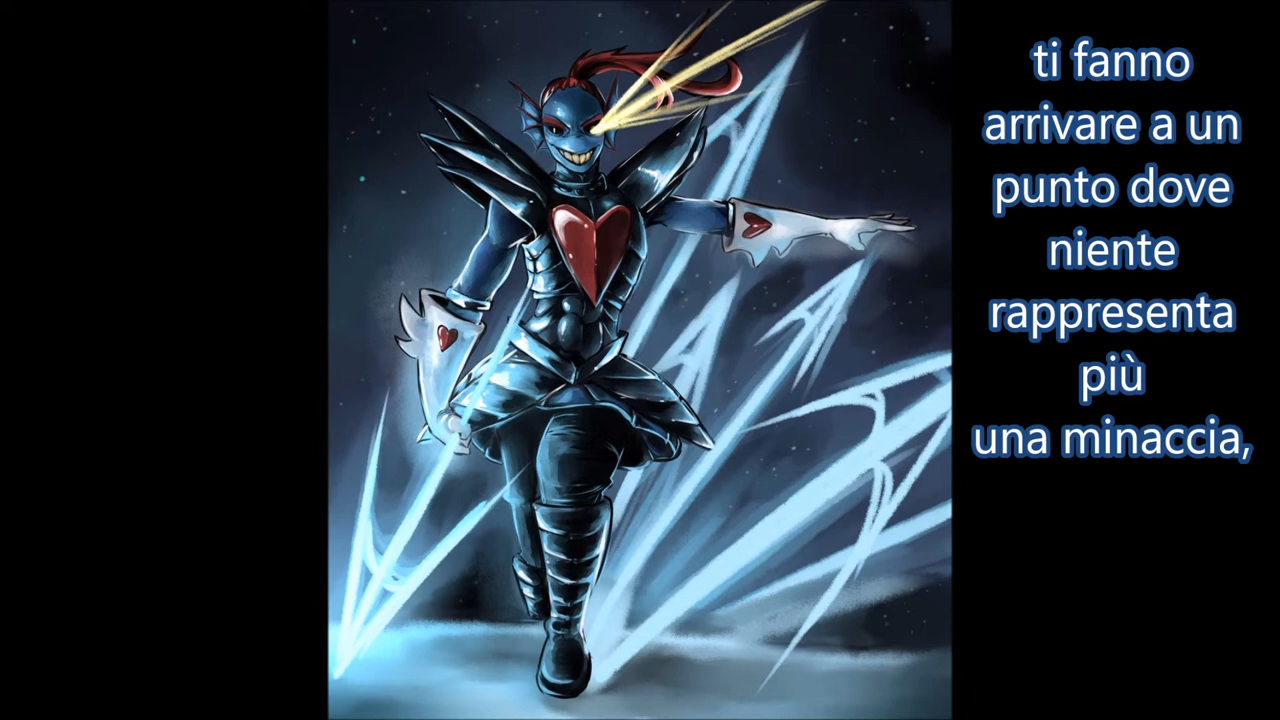 ti fanno
arrivare a un
punto dove
niente
rappresenta
più
una minaccia,